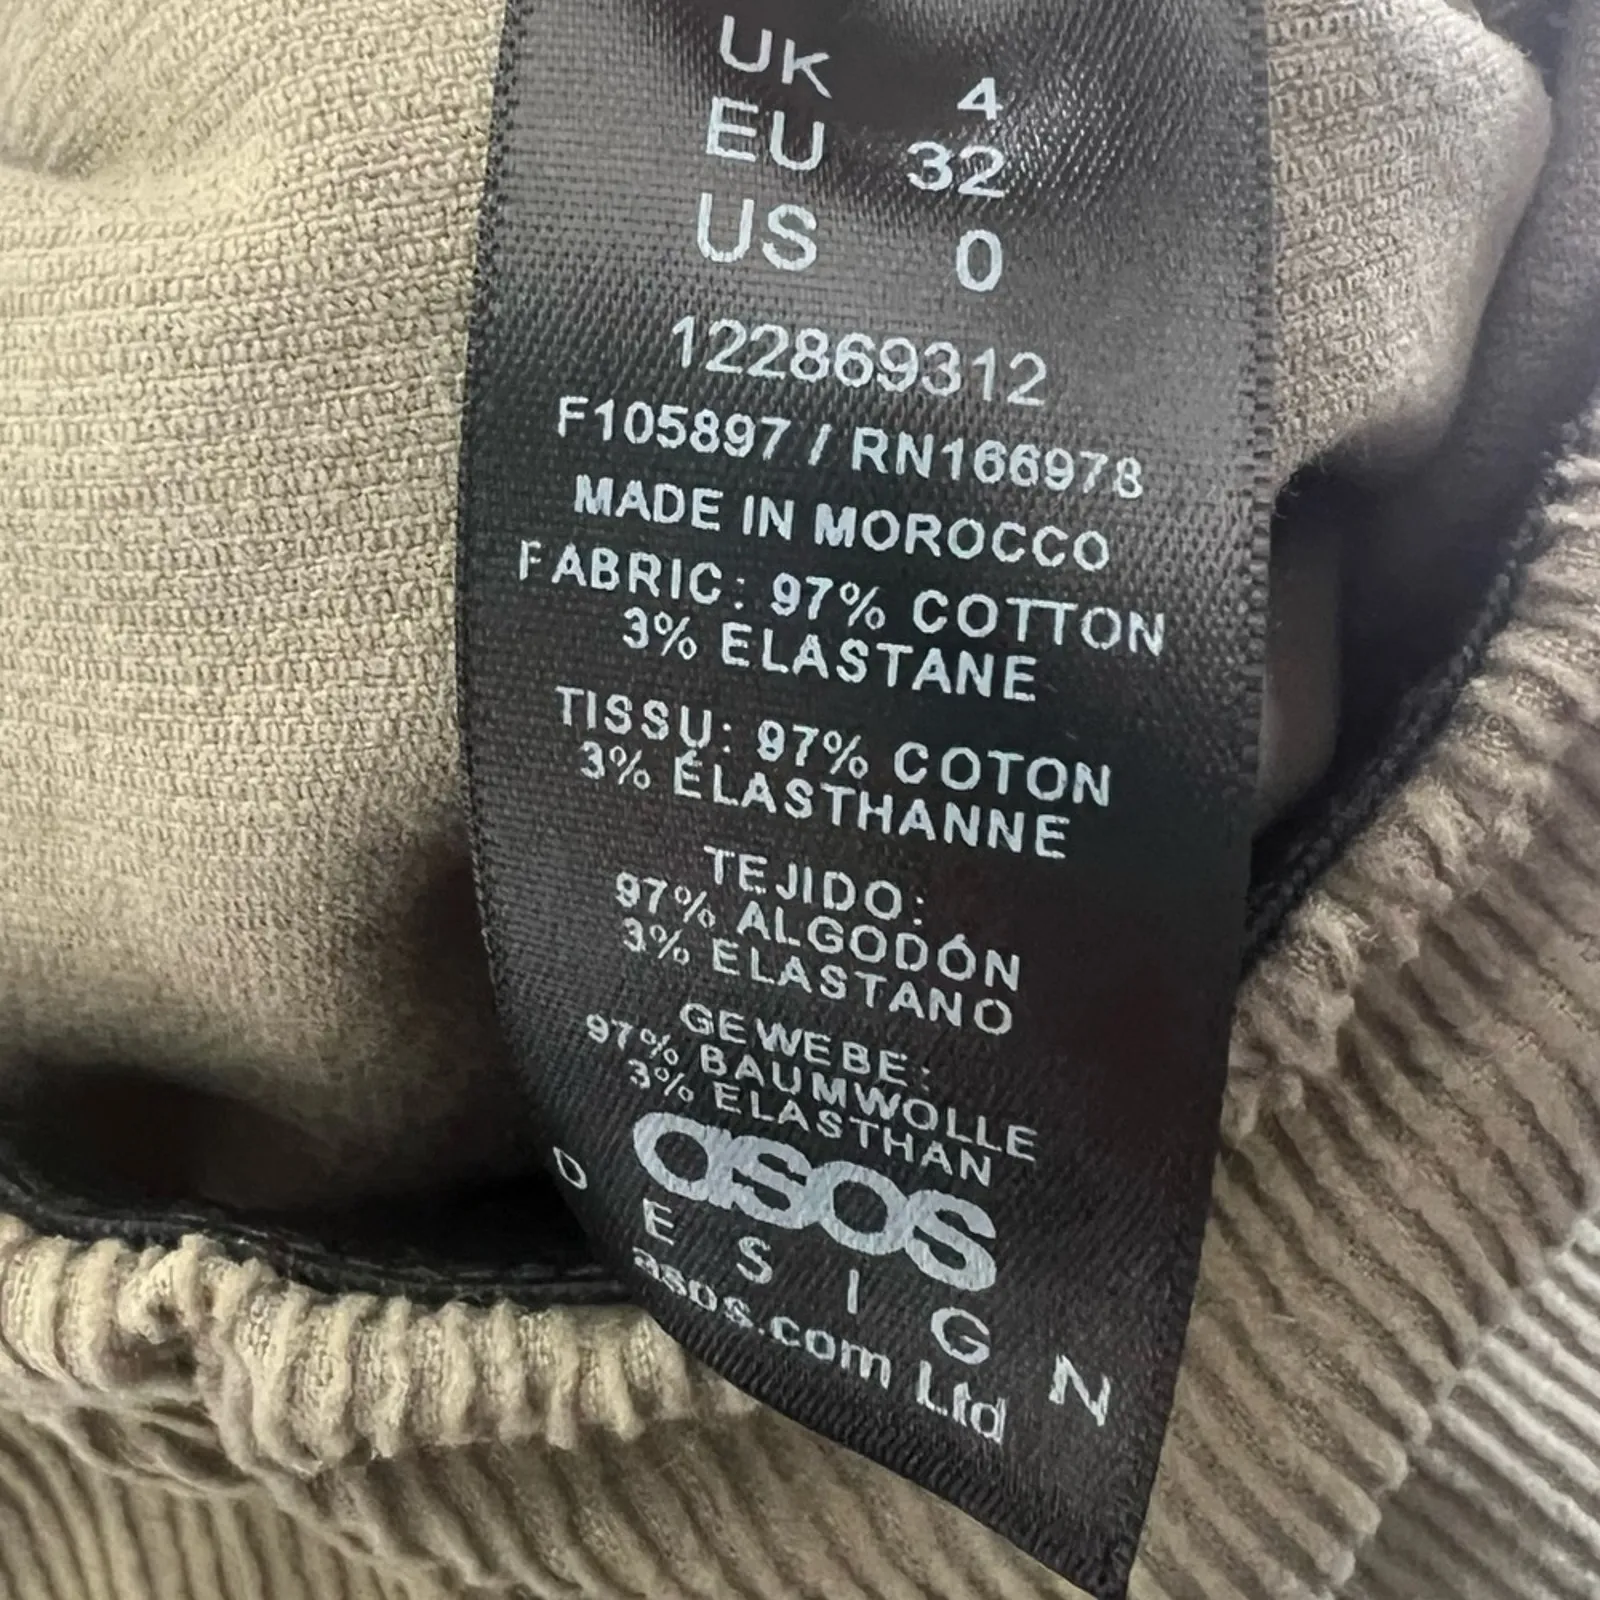 UK 4
EU 32
US 0
122869312
F105897 / RN166978
MADE IN MOROCCO
FABRIC: 97% COTTON
3% ELASTANE
TISSU: 97% COTON
3% ÉLASTHANNE
TEJIDO:
97% ALGODÓN
3% ELASTANO
GEWEBE:
97% BAUMWOLLE
3% ELASTHAN
asos
DESIGN
asos.com Ltd